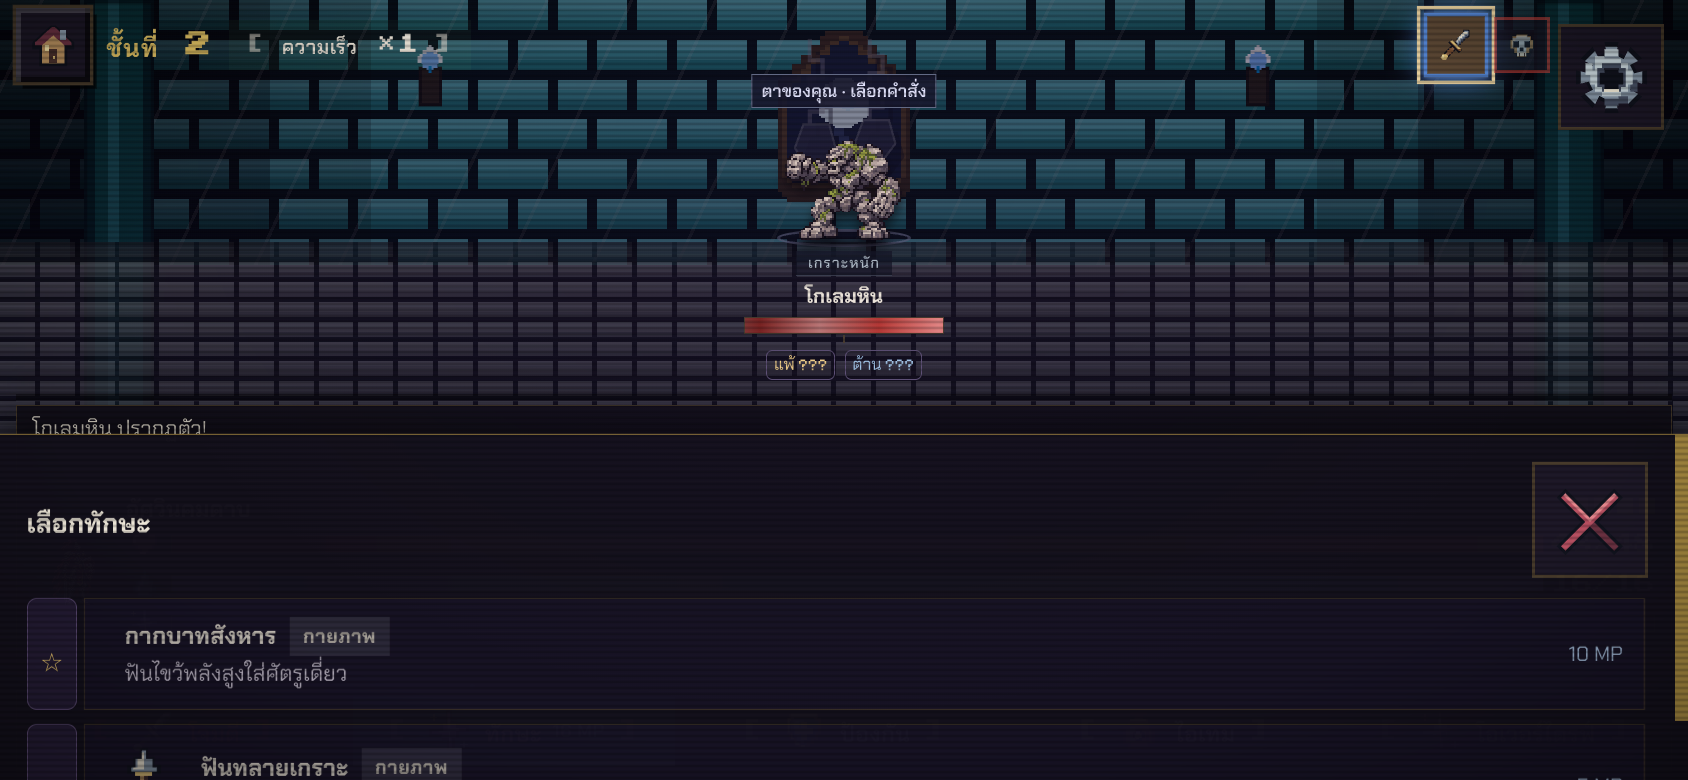 ชั้นที่ 2 [ ความเร็ว ×1 ]
ตาของคุณ · เลือกคำสั่ง
เกราะหนัก
โกเลมหิน
แพ้ ??? ต้าน ???
โกเลมหิน ปรากฏตัว!
เลือกทักษะ
กากบาทสังหาร กายภาพ
ฟันไขว้พลังสูงใส่ศัตรูเดี่ยว
10 MP
ฟันทลายเกราะ กายภาพ